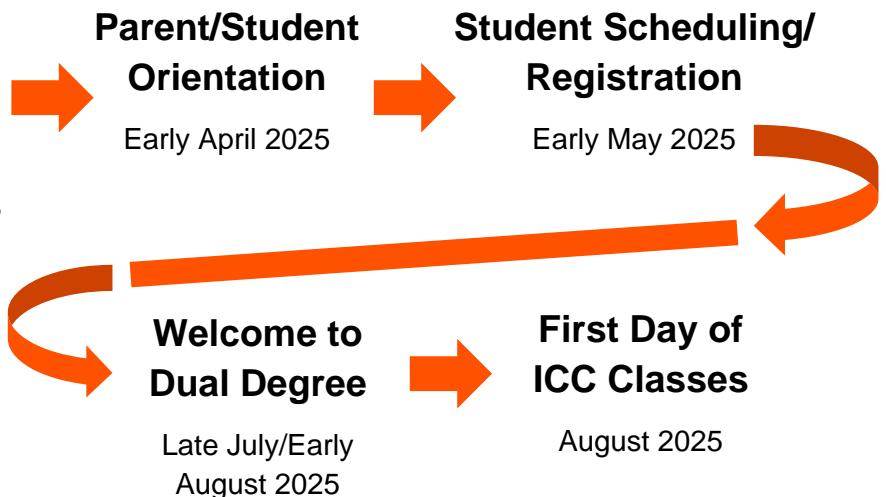 Parent/Student
Orientation
Early April 2025
Student Scheduling/
Registration
Early May 2025
Welcome to
Dual Degree
Late July/Early
August 2025
First Day of
ICC Classes
August 2025